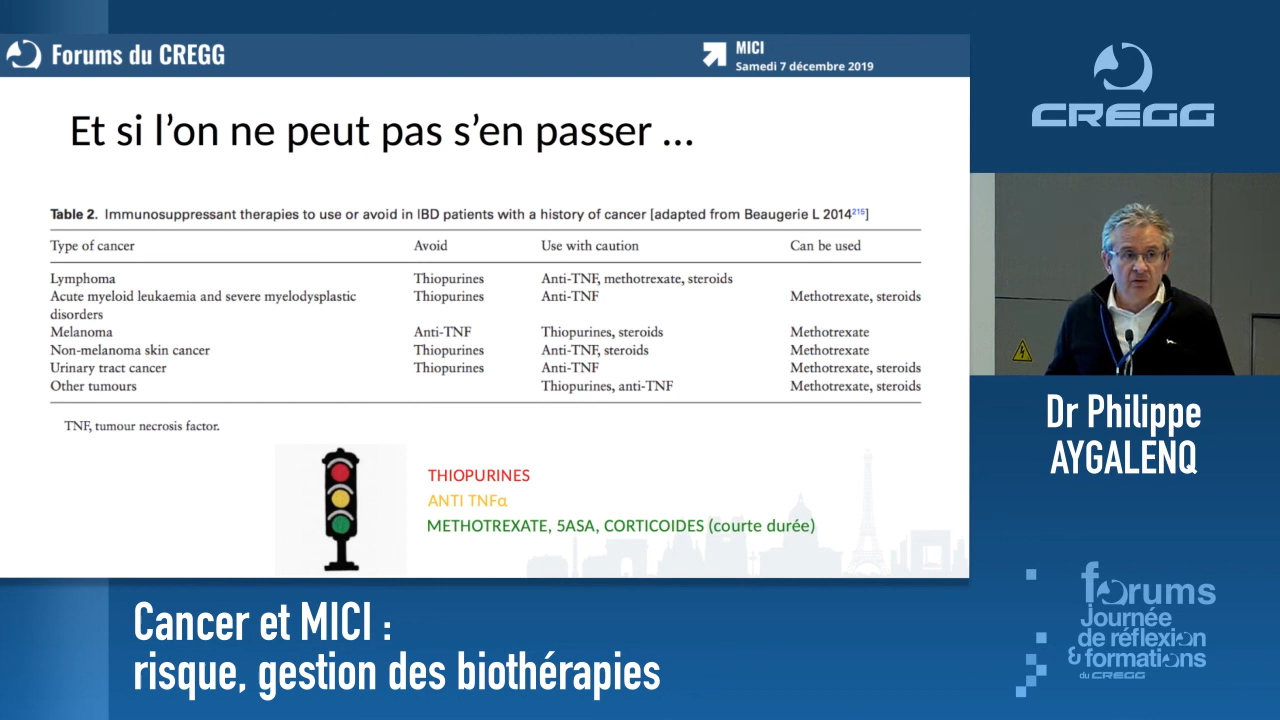 Forums du CREGG
MICI
Samedi 7 décembre 2019
CREGG
Et si l’on ne peut pas s’en passer ...
Table 2. Immunosuppressant therapies to use or avoid in IBD patients with a history of cancer [adapted from Beaugerie L 2014215]
Type of cancer Avoid Use with caution Can be used
Lymphoma Thiopurines Anti-TNF, methotrexate, steroids
Acute myeloid leukaemia and severe myelodysplastic Thiopurines Anti-TNF Methotrexate, steroids
disorders
Melanoma Anti-TNF Thiopurines, steroids Methotrexate
Non-melanoma skin cancer Thiopurines Anti-TNF, steroids Methotrexate
Urinary tract cancer Thiopurines Anti-TNF Methotrexate, steroids
Other tumours Thiopurines, anti-TNF Methotrexate, steroids
TNF, tumour necrosis factor.
THIOPURINES
ANTI TNFα
METHOTREXATE, 5ASA, CORTICOIDES (courte durée)
Dr Philippe
AYGALENQ
Cancer et MICI :
risque, gestion des biothérapies
forums
Journée
de réflexion
& formations
du CREGG